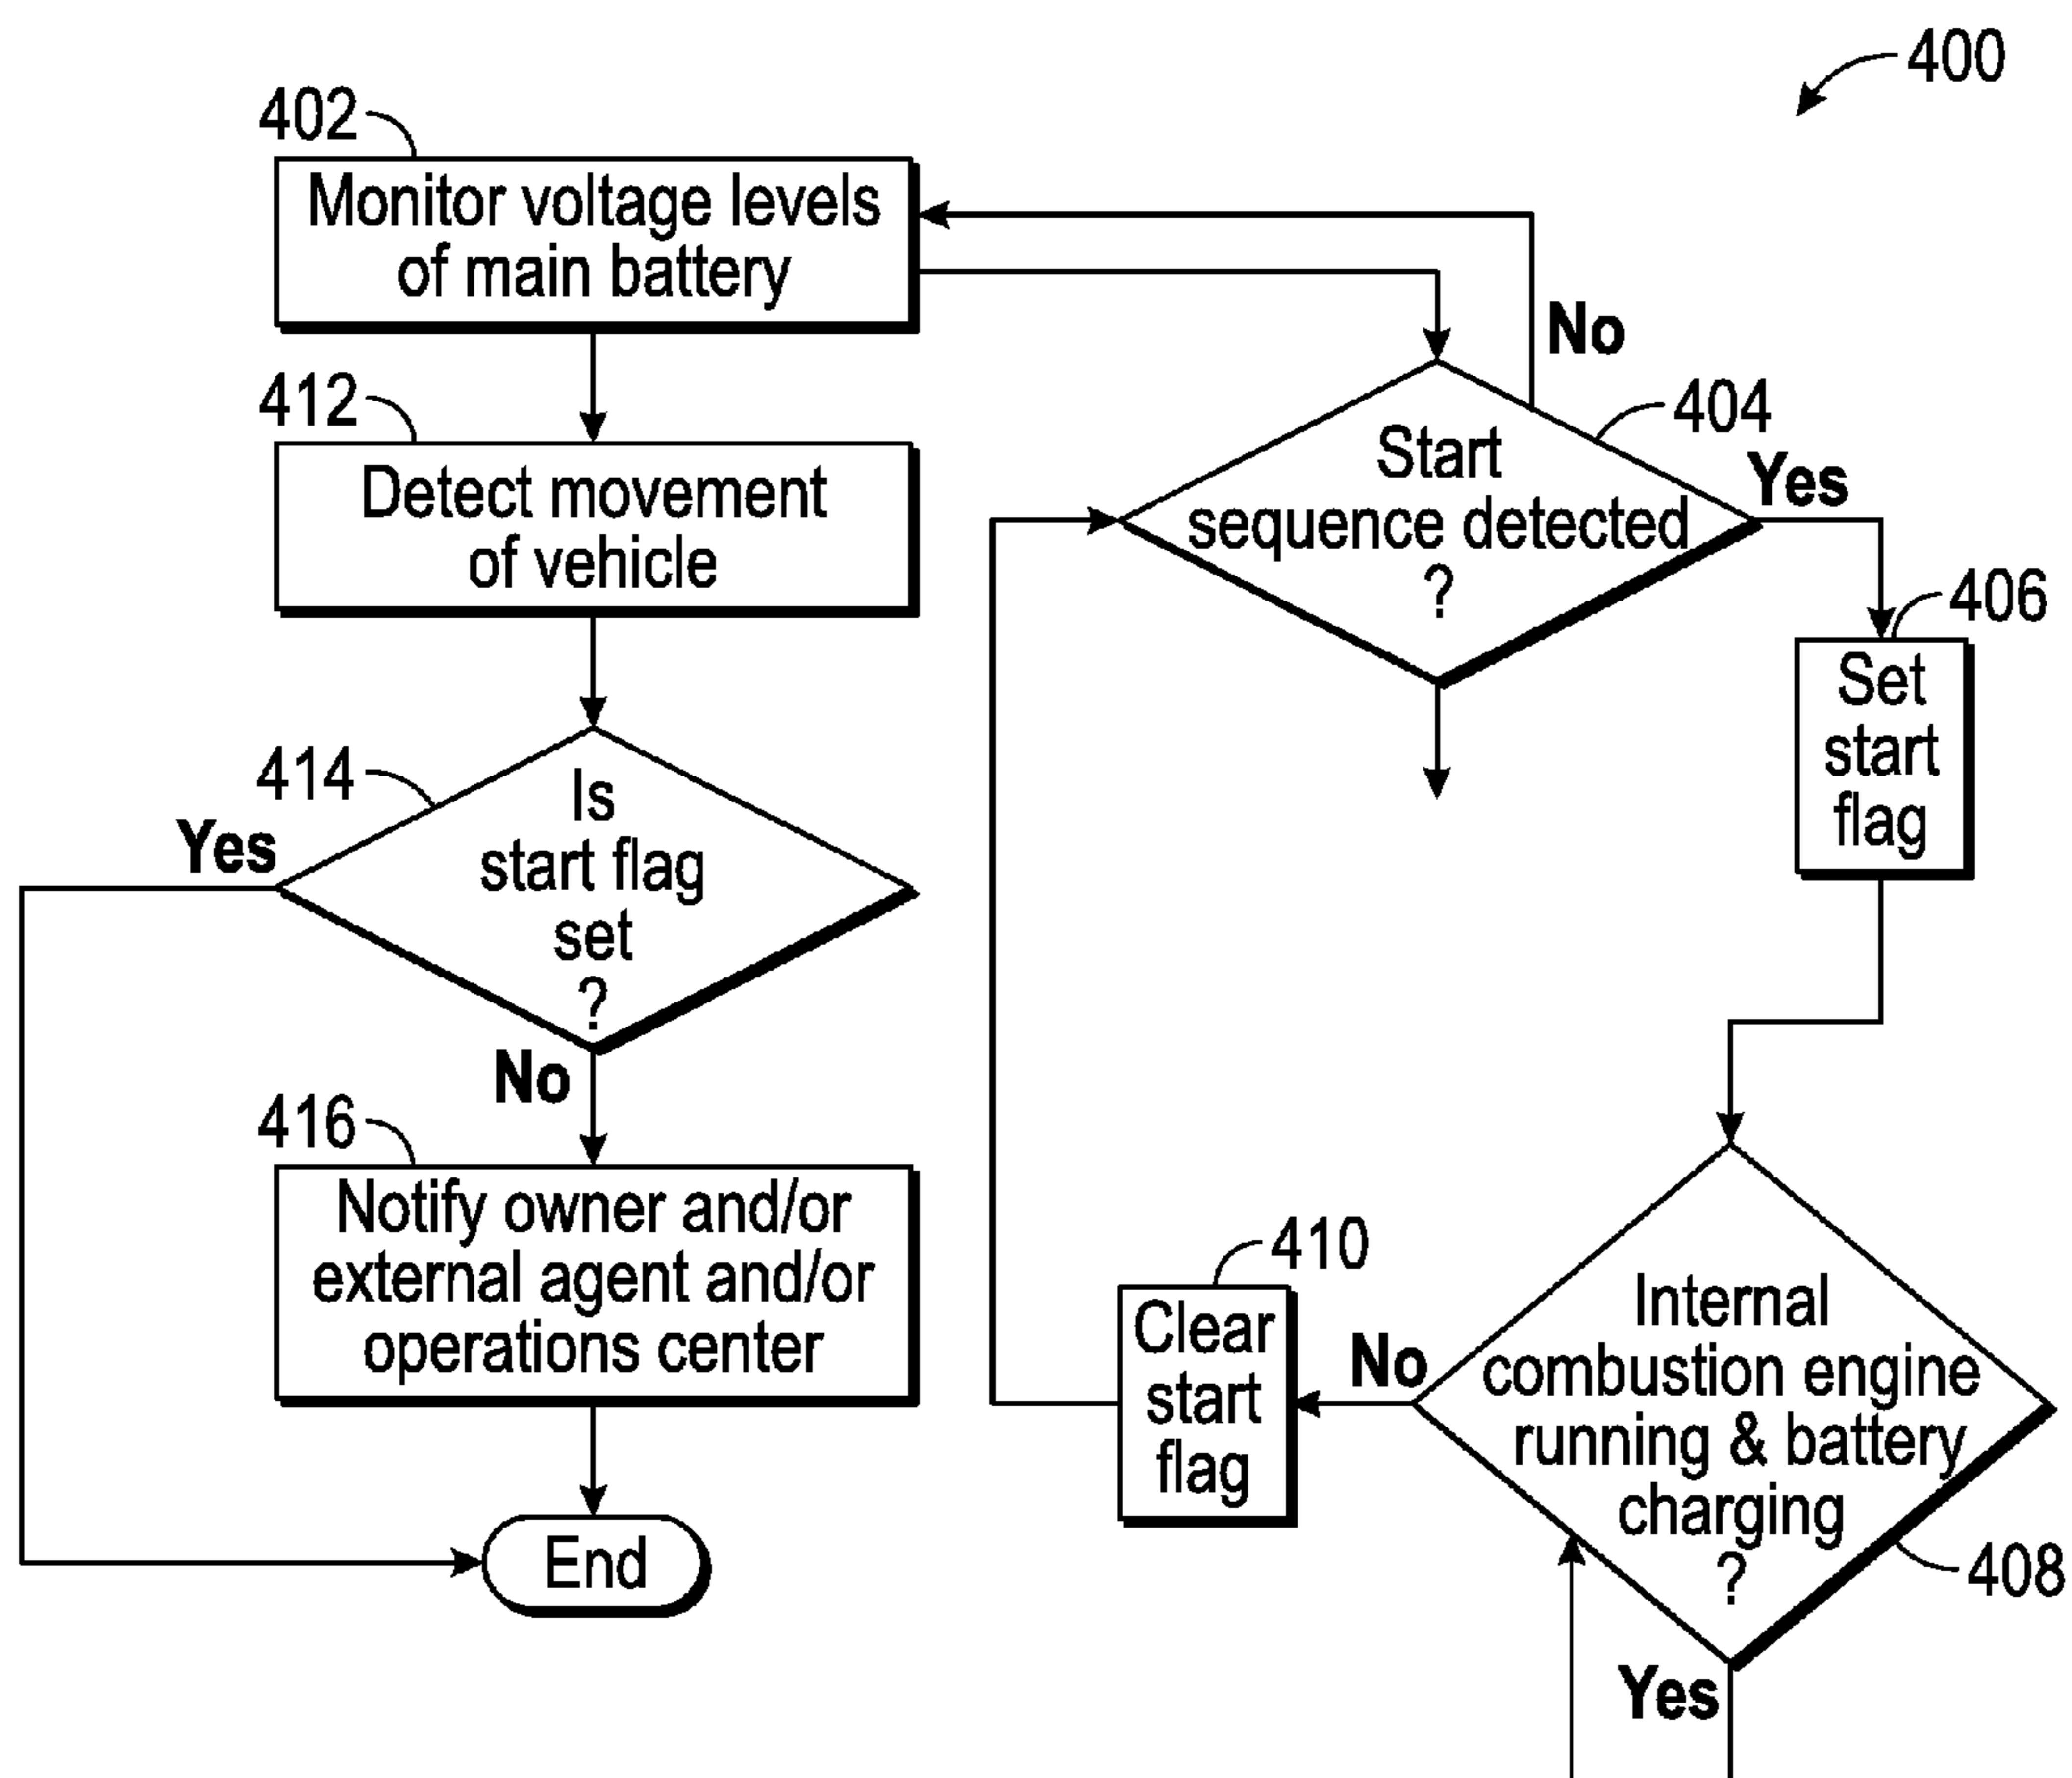 400
402
Monitor voltage levels
of main battery
No
412
Detect movement
of vehicle
404
Start
sequence detected
?
Yes
406
Set
start
flag
414
Is
start flag
set
?
Yes
No
416
Notify owner and/or
external agent and/or
operations center
410
Clear
start
flag
No
Internal
combustion engine
running & battery
charging
?
408
Yes
End